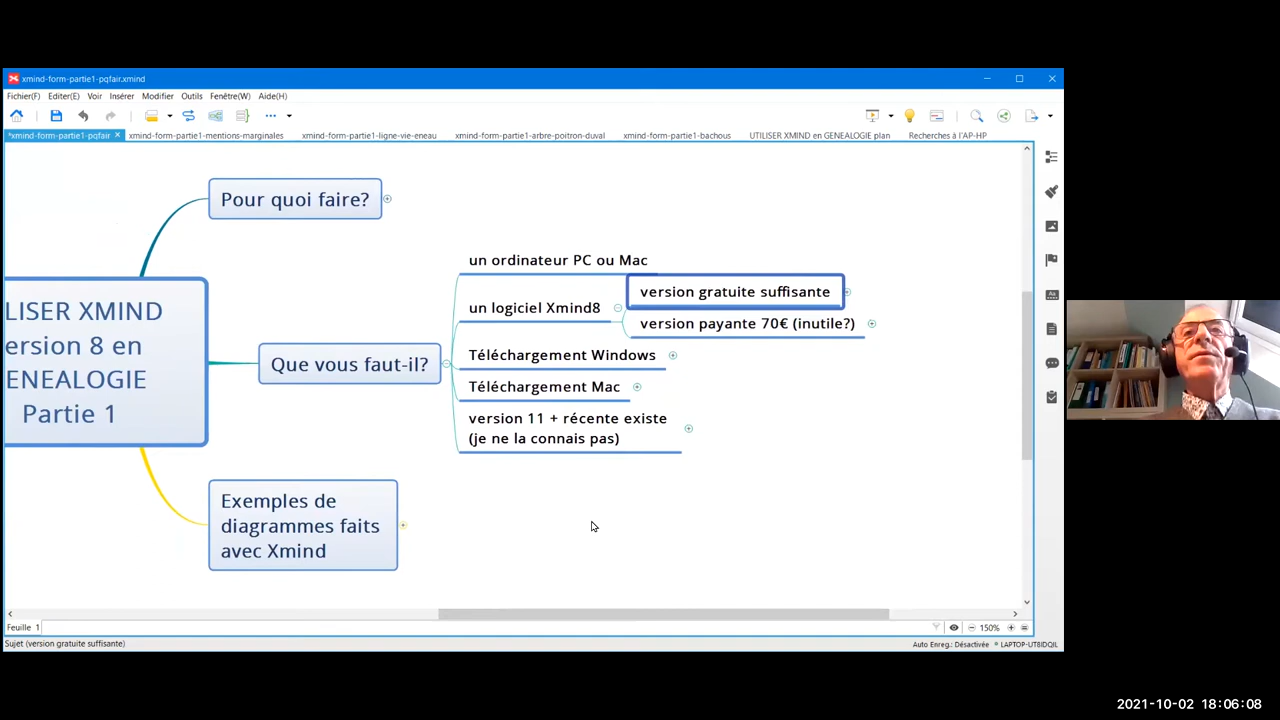 xmind-form-partie1-pqfair.xmind
Fichier(F) Editer(E) Voir Insérer Modifier Outils Fenêtre(W) Aide(H)
*xmind-form-partie1-pqfair xmind-form-partie1-mentions-marginales xmind-form-partie1-ligne-vie-eneau xmind-form-partie1-arbre-poitron-duval xmind-form-partie1-bachous UTILISER XMIND en GENEALOGIE plan Recherches à l'AP-HP
Pour quoi faire?
LISER XMIND
ersion 8 en
ENEALOGIE
Partie 1
Que vous faut-il?
un ordinateur PC ou Mac
un logiciel Xmind8
version gratuite suffisante
version payante 70€ (inutile?)
Téléchargement Windows
Téléchargement Mac
version 11 + récente existe
(je ne la connais pas)
Exemples de
diagrammes faits
avec Xmind
Feuille 1
150%
Sujet (version gratuite suffisante)
Auto Enreg.: Désactivée
LAPTOP-UT8IDQIL
2021-10-02 18:06:08